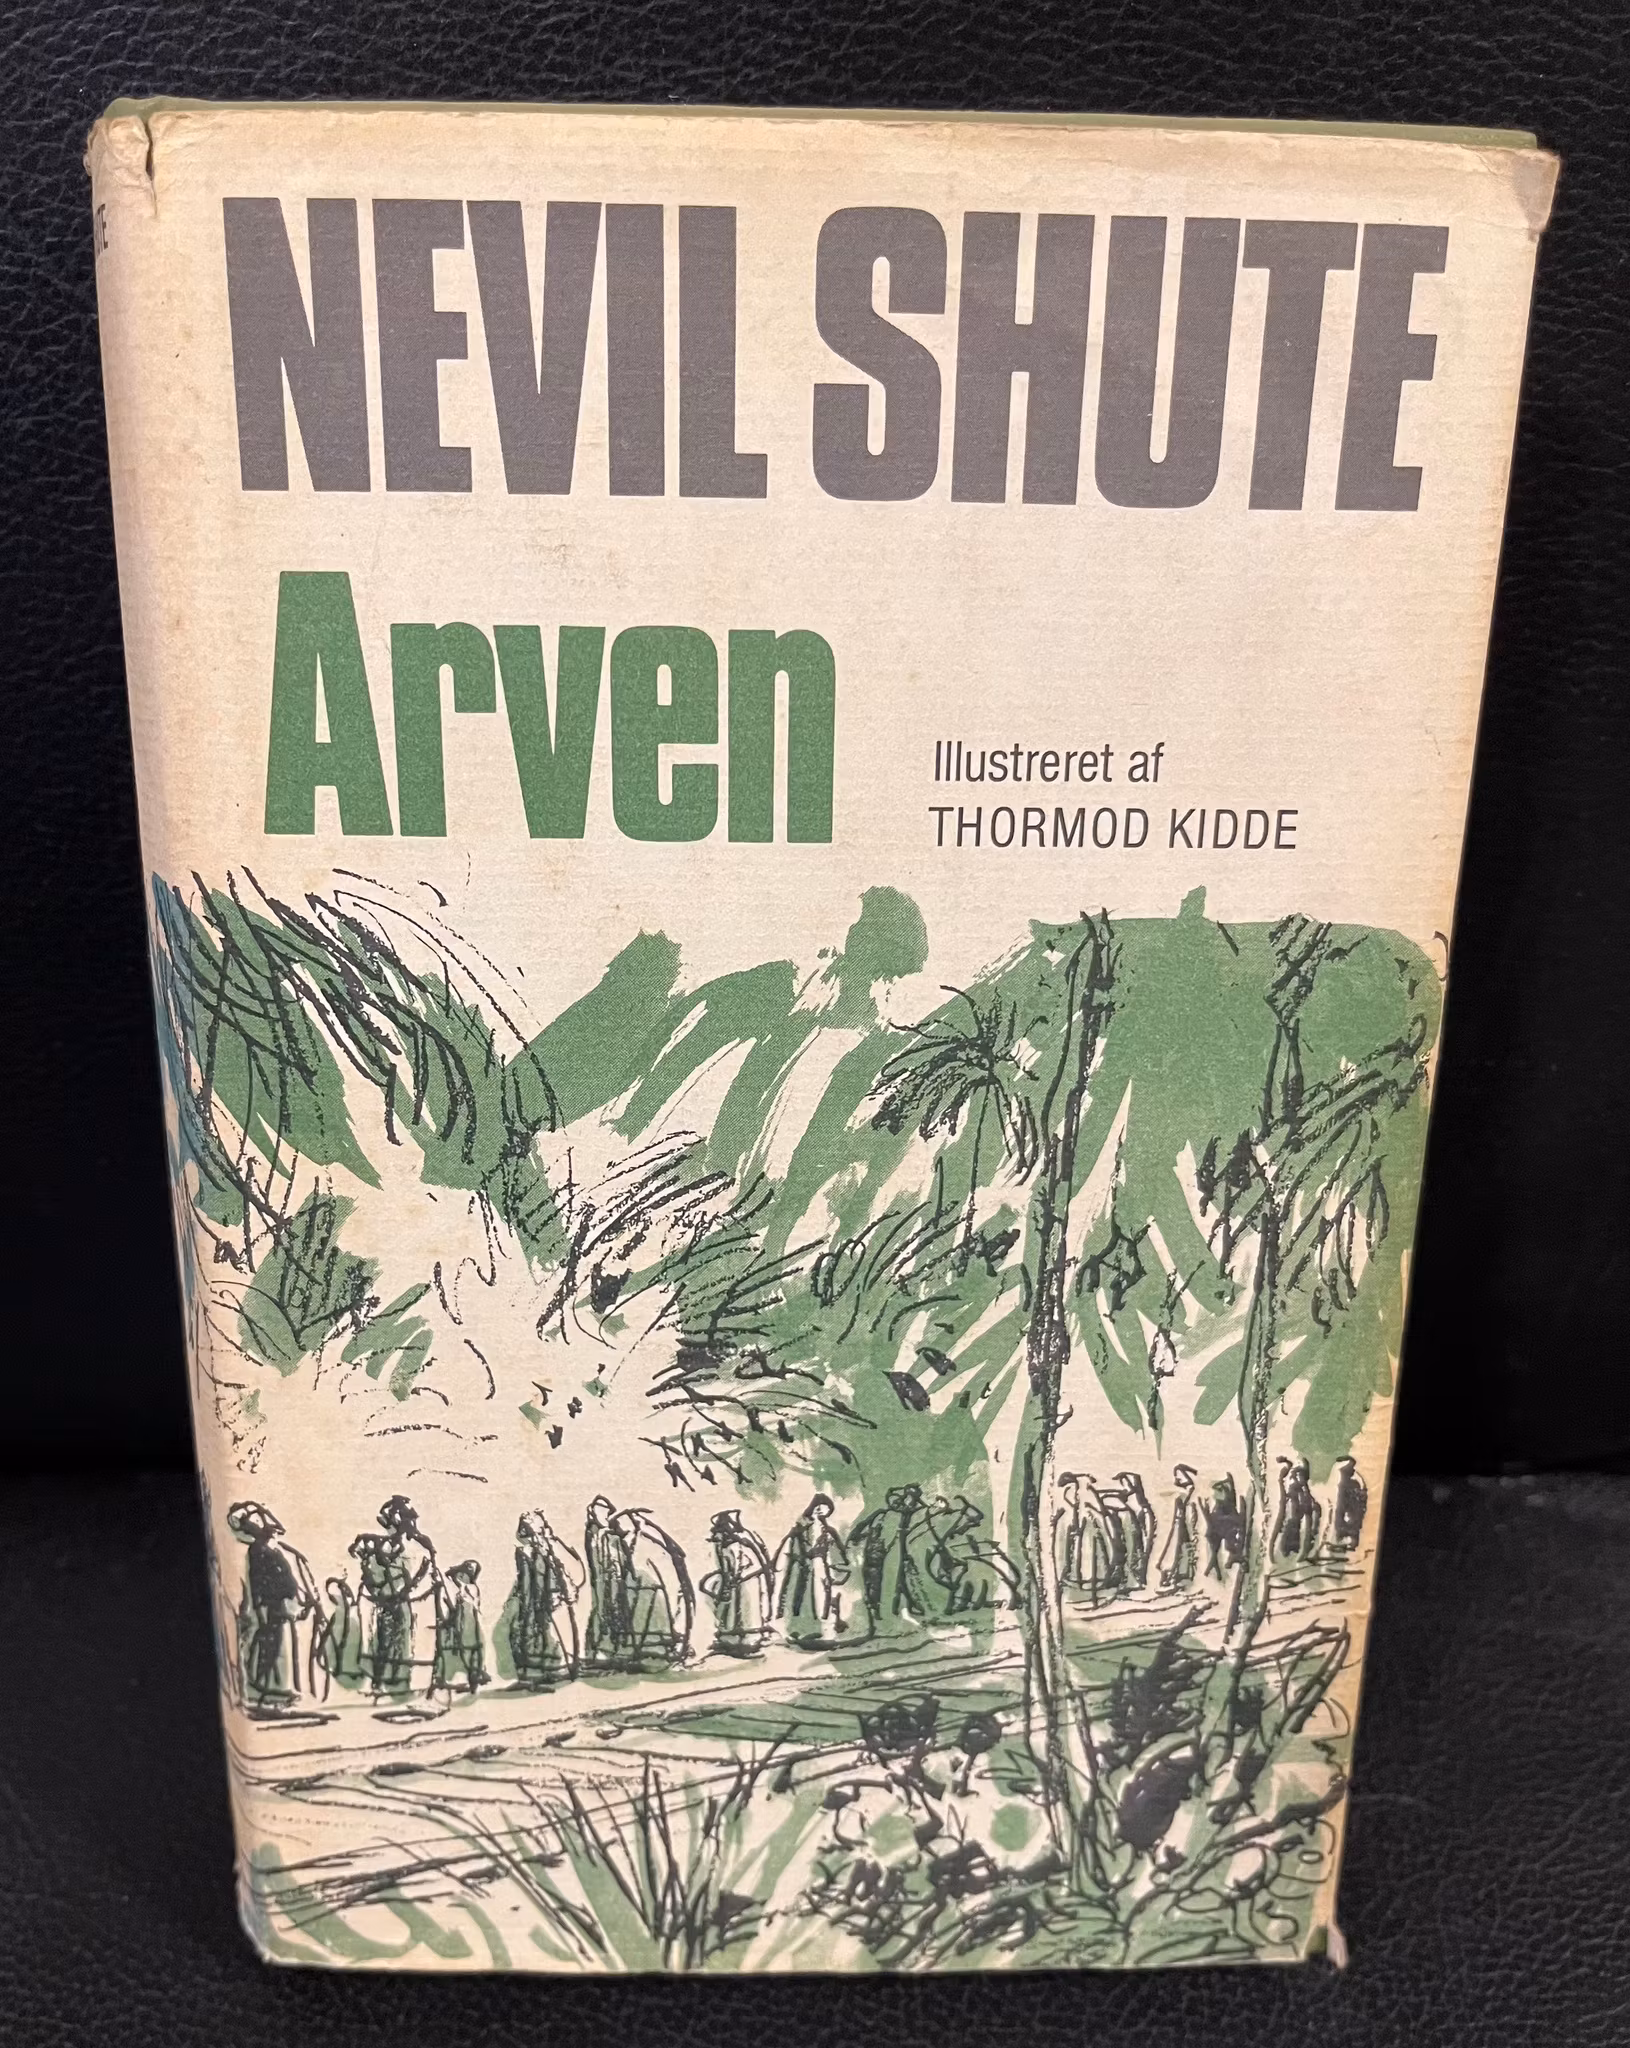 NEVIL SHUTE
Arven
Illustreret af
THORMOD KIDDE